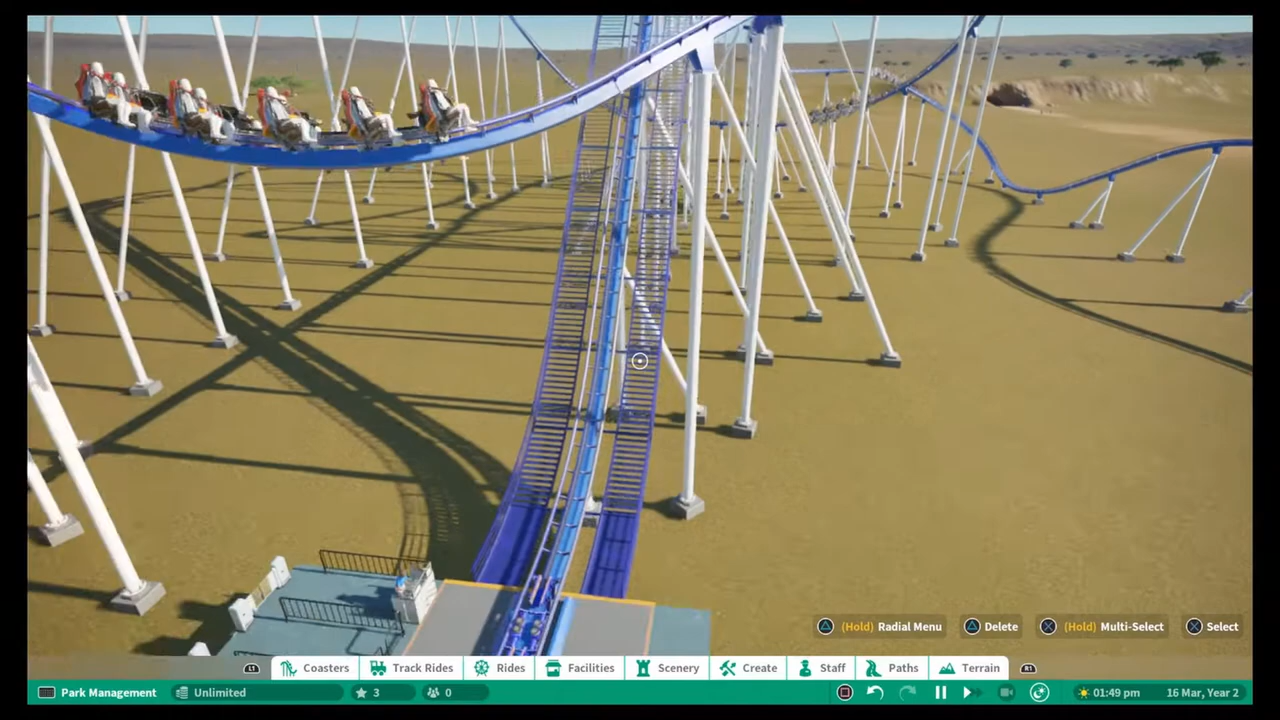 (Hold) Radial Menu Delete (Hold) Multi-Select Select
L1 Coasters Track Rides Rides Facilities Scenery Create Staff Paths Terrain R1
Park Management Unlimited 3 0 01:49 pm 16 Mar, Year 2